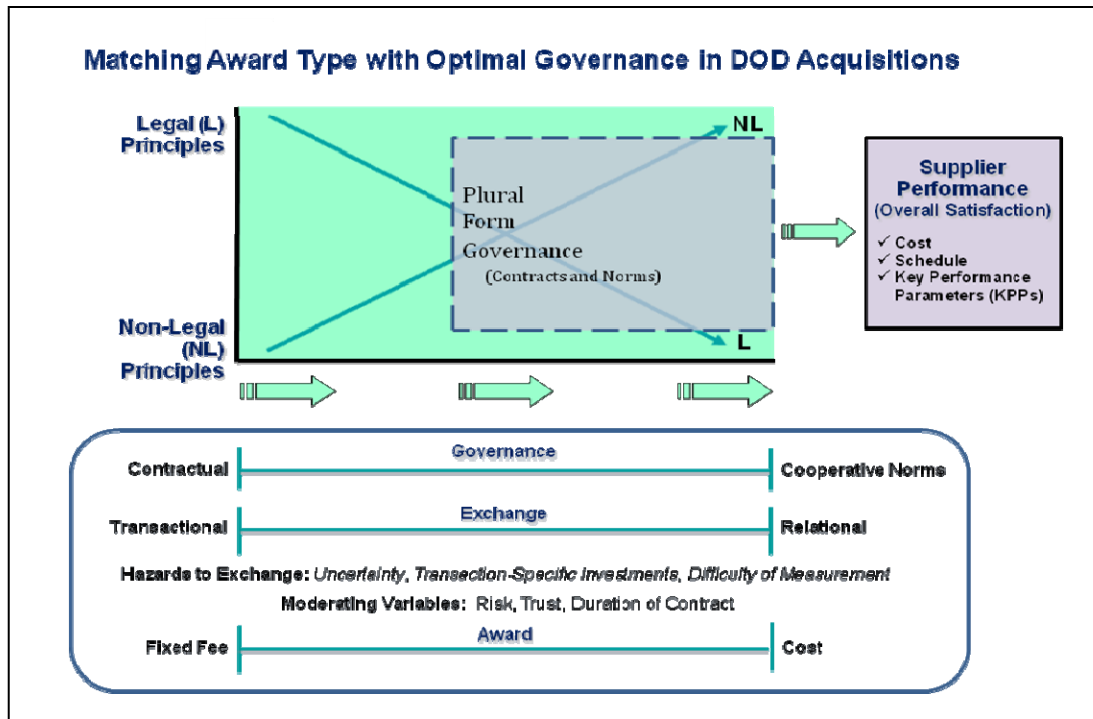 Matching Award Type with Optimal Governance in DOD Acquisitions
Legal (L)
Principles
NL
Plural
Form
Governance
(Contracts and Norms)
L
Non-Legal
(NL)
Principles
Supplier
Performance
(Overall Satisfaction)
✓ Cost
✓ Schedule
✓ Key Performance
Parameters (KPPs)
Governance
Contractual
Cooperative Norms
Exchange
Transactional
Relational
Hazards to Exchange: Uncertainty, Transaction-Specific Investments, Difficulty of Measurement
Moderating Variables: Risk, Trust, Duration of Contract
Award
Fixed Fee
Cost